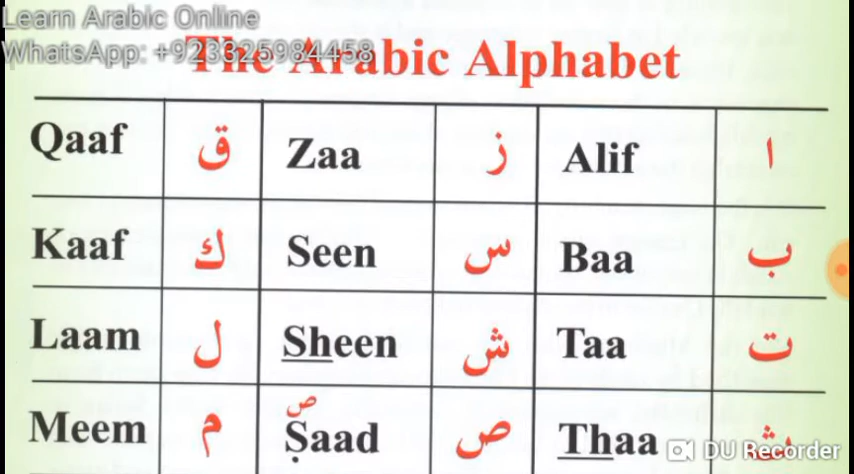 Learn Arabic Online
WhatsApp: +923325984458
The Arabic Alphabet
Qaaf ق Zaa ز Alif ا
Kaaf ك Seen س Baa ب
Laam ل Sheen ش Taa ت
Meem م Ṣaad ص ص Thaa ث
DU Recorder